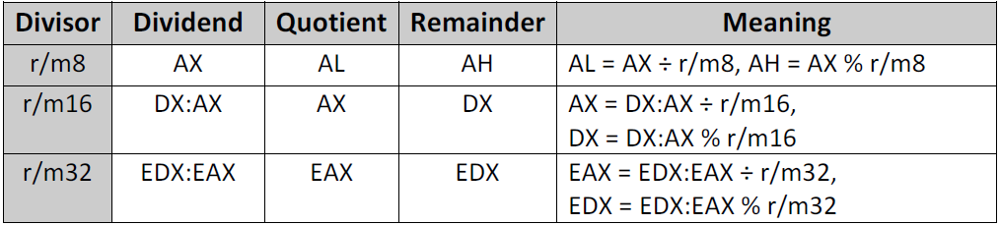 Divisor Dividend Quotient Remainder Meaning
r/m8 AX AL AH AL = AX ÷ r/m8, AH = AX % r/m8
r/m16 DX:AX AX DX AX = DX:AX ÷ r/m16,
DX = DX:AX % r/m16
r/m32 EDX:EAX EAX EDX EAX = EDX:EAX ÷ r/m32,
EDX = EDX:EAX % r/m32